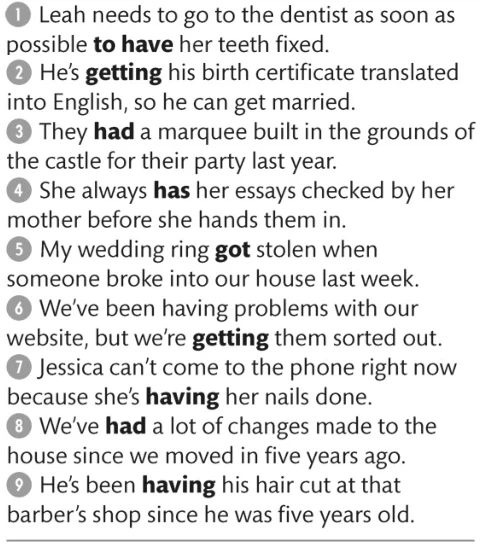 1 Leah needs to go to the dentist as soon as
possible to have her teeth fixed.
2 He's getting his birth certificate translated
into English, so he can get married.
3 They had a marquee built in the grounds of
the castle for their party last year.
4 She always has her essays checked by her
mother before she hands them in.
5 My wedding ring got stolen when
someone broke into our house last week.
6 We've been having problems with our
website, but we're getting them sorted out.
7 Jessica can't come to the phone right now
because she's having her nails done.
8 We've had a lot of changes made to the
house since we moved in five years ago.
9 He's been having his hair cut at that
barber's shop since he was five years old.